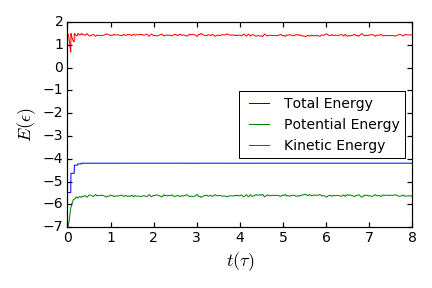 2
1
0
−1
−2
−3
−4
−5
−6
−7
E(ϵ)
Total Energy
Potential Energy
Kinetic Energy
0 1 2 3 4 5 6 7 8
t(τ)